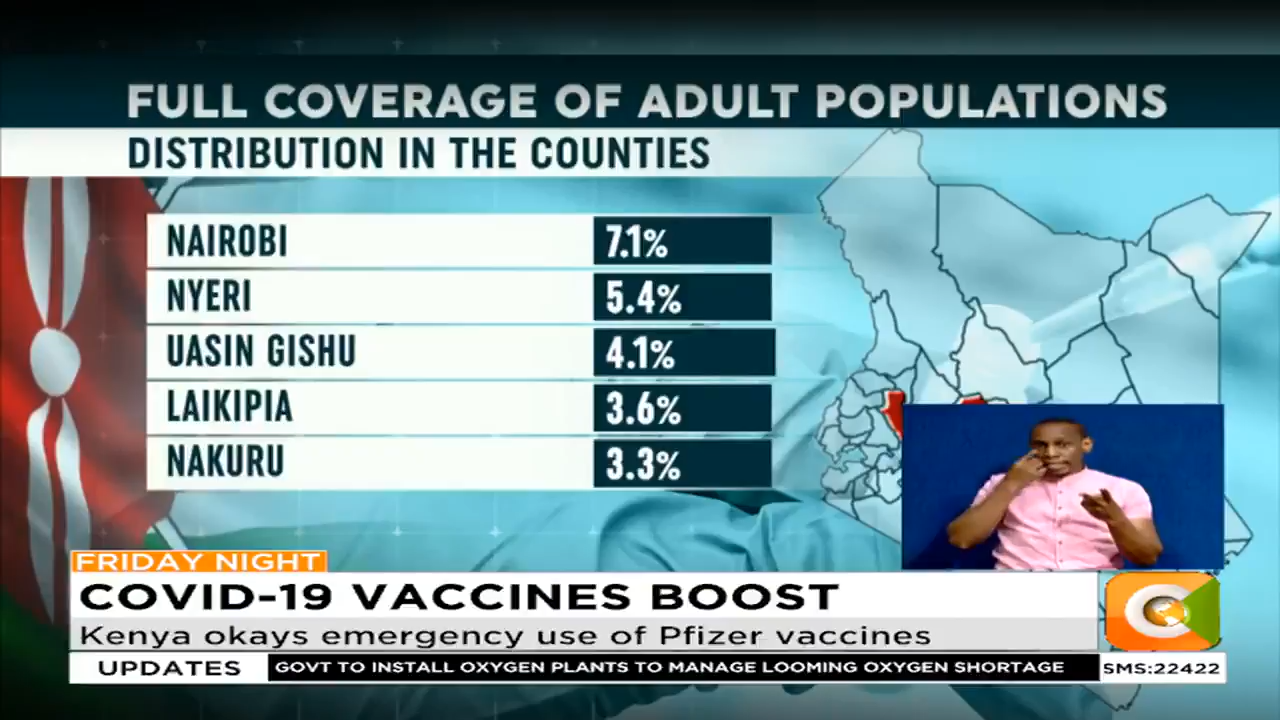 FULL COVERAGE OF ADULT POPULATIONS
DISTRIBUTION IN THE COUNTIES
NAIROBI 7.1%
NYERI 5.4%
UASIN GISHU 4.1%
LAIKIPIA 3.6%
NAKURU 3.3%
FRIDAY NIGHT
COVID-19 VACCINES BOOST
Kenya okays emergency use of Pfizer vaccines
UPDATES GOVT TO INSTALL OXYGEN PLANTS TO MANAGE LOOMING OXYGEN SHORTAGE SMS:22422